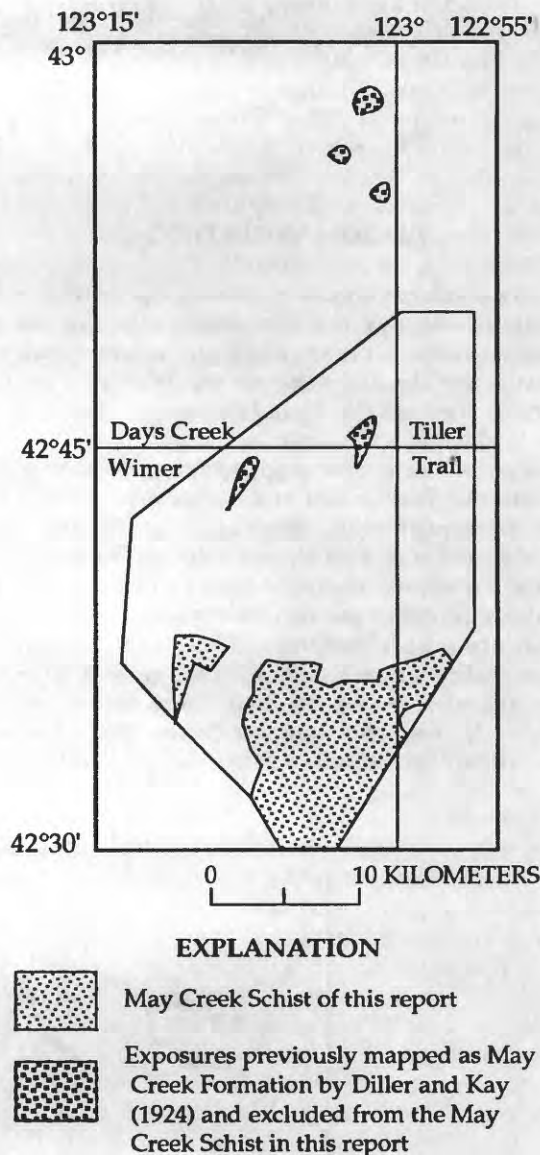 123°15' 123° 122°55'
43°
Days Creek Tiller
42°45'
Wimer Trail
42°30'
0 10 KILOMETERS
EXPLANATION
May Creek Schist of this report
Exposures previously mapped as May
Creek Formation by Diller and Kay
(1924) and excluded from the May
Creek Schist in this report